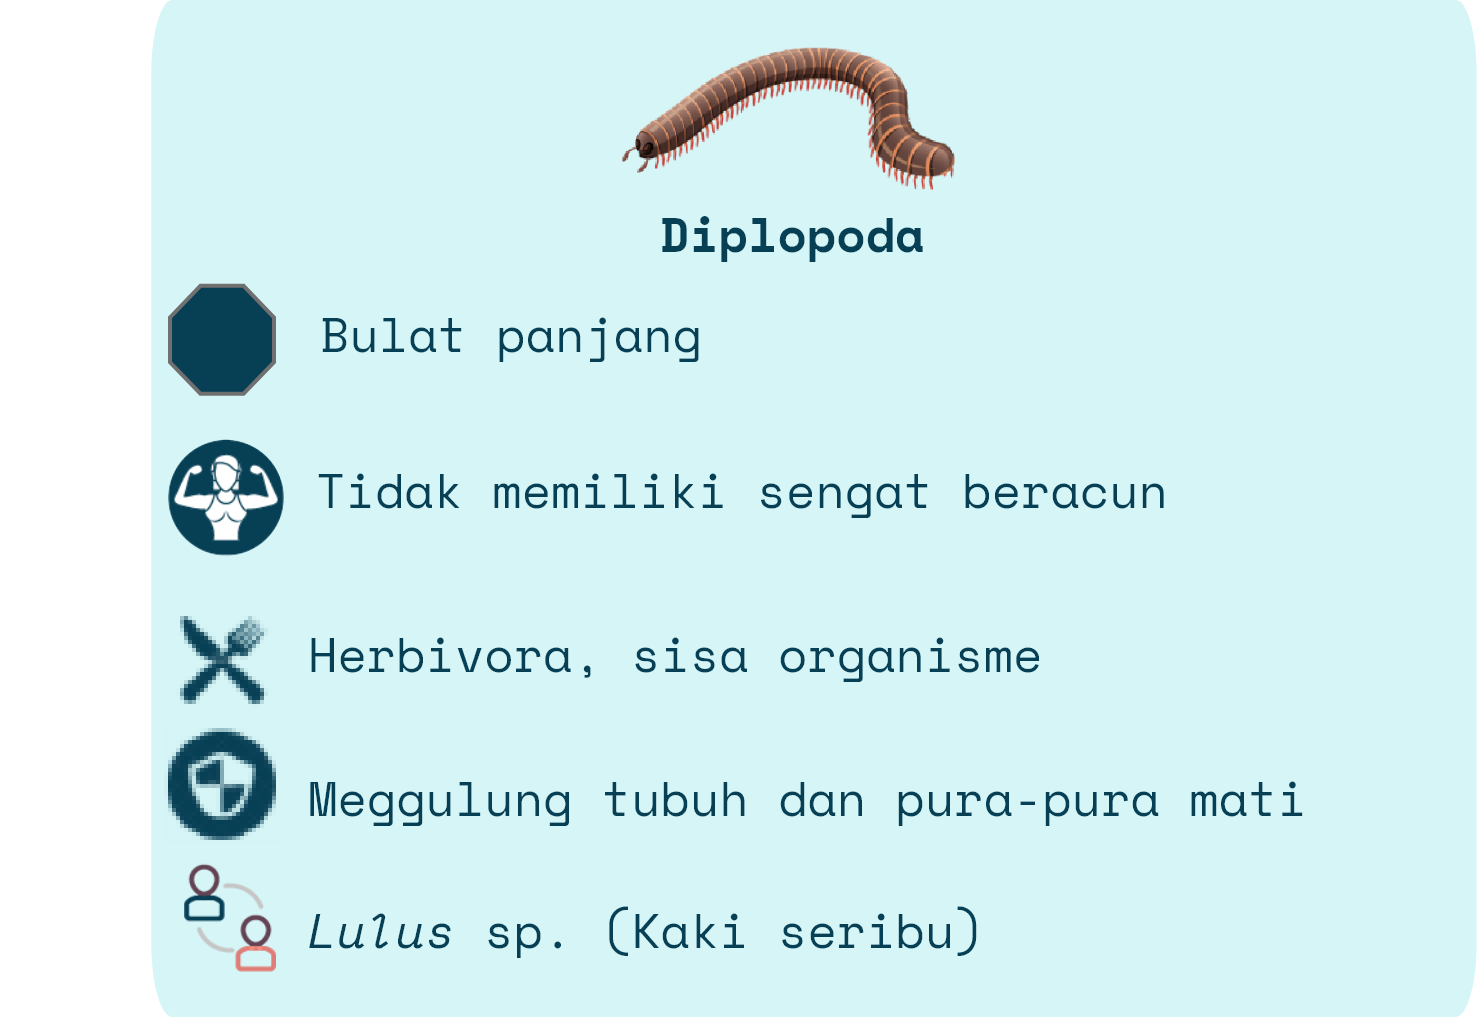 Diplopoda
Bulat panjang
Tidak memiliki sengat beracun
Herbivora, sisa organisme
Meggulung tubuh dan pura-pura mati
Lulus sp. (Kaki seribu)